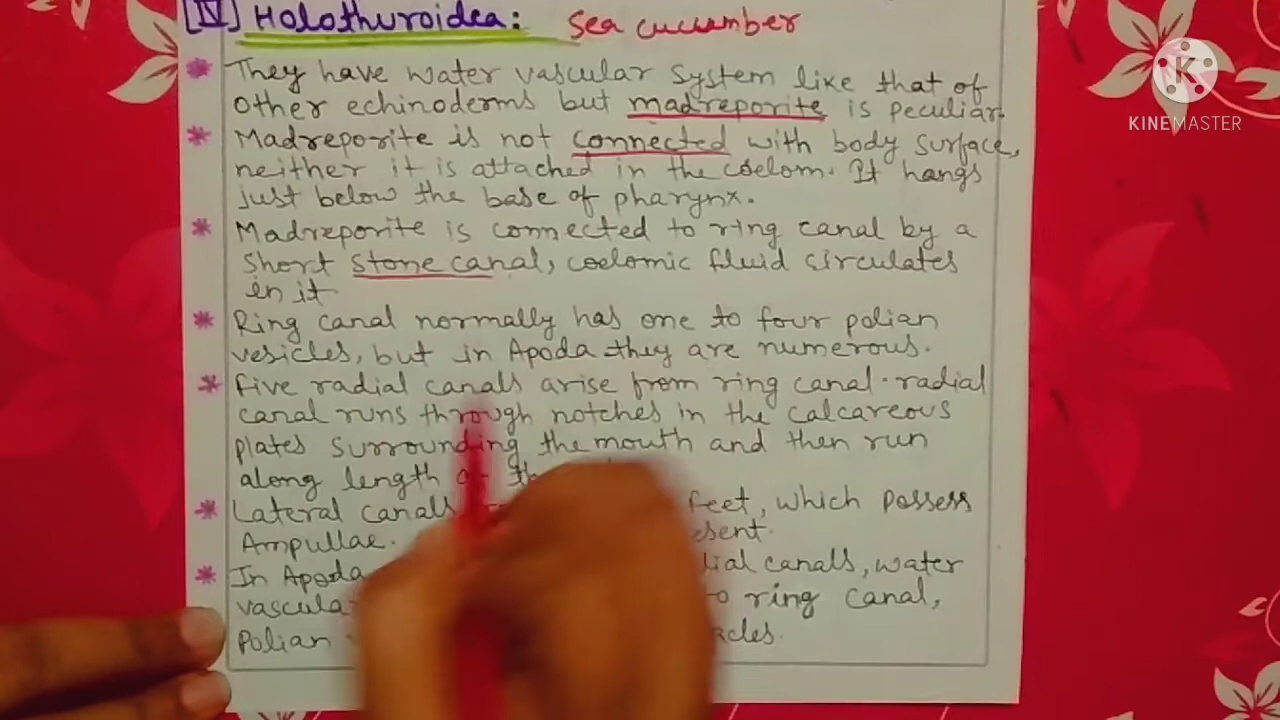 [IV] Holothuroidea: Sea cucumber
* They have water vascular system like that of
other echinoderms but madreporite is peculiar.
* Madreporite is not connected with body surface,
neither it is attached in the coelom. It hangs
just below the base of pharynx.
* Madreporite is connected to ring canal by a
short stone canal, coelomic fluid circulates
in it.
* Ring canal normally has one to four polian
vesicles, but in Apoda they are numerous.
* Five radial canals arise from ring canal. radial
canal runs through notches in the calcareous
plates surrounding the mouth and then run
along length of
* Lateral canals feet, which possess
Ampullae.
* In Apoda canals, water
ring canal,
Polian
K
KINEMASTER